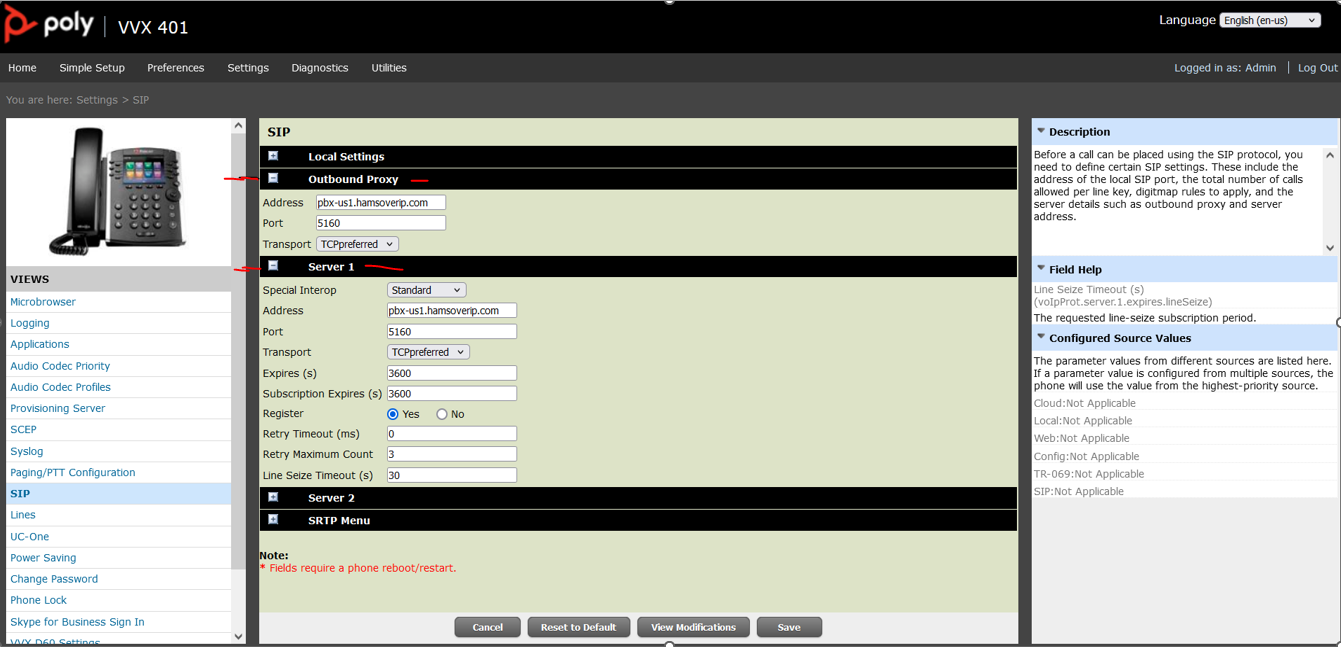 poly | VVX 401
Language English (en-us)
Home Simple Setup Preferences Settings Diagnostics Utilities
Logged in as: Admin | Log Out
You are here: Settings > SIP
VIEWS
Microbrowser
Logging
Applications
Audio Codec Priority
Audio Codec Profiles
Provisioning Server
SCEP
Syslog
Paging/PTT Configuration
SIP
Lines
UC-One
Power Saving
Change Password
Phone Lock
Skype for Business Sign In
VVX D60 Settings
SIP
Local Settings
Outbound Proxy
Address pbx-us1.hamsoverip.com
Port 5160
Transport TCPpreferred
Server 1
Special Interop Standard
Address pbx-us1.hamsoverip.com
Port 5160
Transport TCPpreferred
Expires (s) 3600
Subscription Expires (s) 3600
Register Yes No
Retry Timeout (ms) 0
Retry Maximum Count 3
Line Seize Timeout (s) 30
Server 2
SRTP Menu
Note:
* Fields require a phone reboot/restart.
Cancel Reset to Default View Modifications Save
Description
Before a call can be placed using the SIP protocol, you
need to define certain SIP settings. These include the
address of the local SIP port, the total number of calls
allowed per line key, digitmap rules to apply, and the
server details such as outbound proxy and server
address.
Field Help
Line Seize Timeout (s)
(voIpProt.server.1.expires.lineSeize)
The requested line-seize subscription period.
Configured Source Values
The parameter values from different sources are listed here.
If a parameter value is configured from multiple sources, the
phone will use the value from the highest-priority source.
Cloud:Not Applicable
Local:Not Applicable
Web:Not Applicable
Config:Not Applicable
TR-069:Not Applicable
SIP:Not Applicable